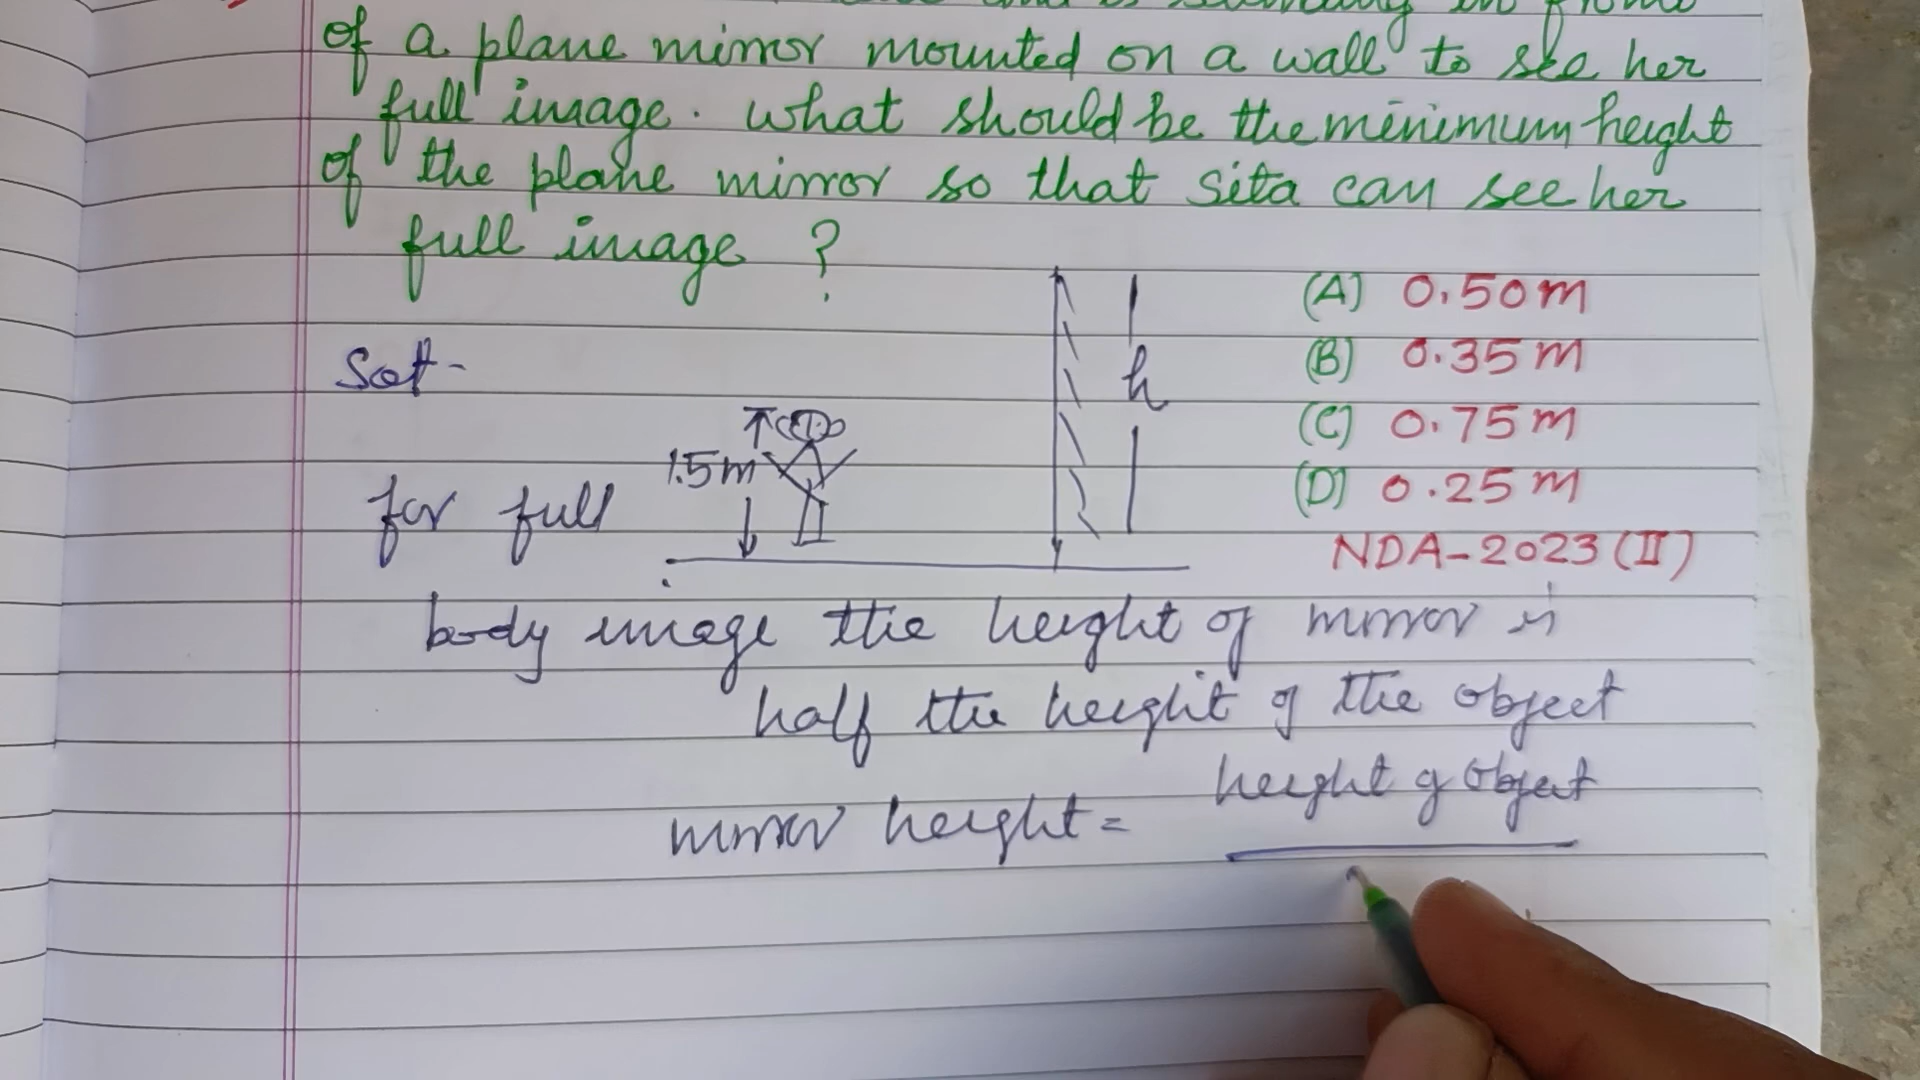 standing in front
of a plane mirror mounted on a wall to see her
full image. what should be the minimum height
of the plane mirror so that sita can see her
full image ?
(A) 0.50m
h
(B) 0.35m
Sol-
(C) 0.75m
1.5m
(D) 0.25m
for full
NDA-2023(II)
body image the height of mirror is
half the height of the object
height of object
mirror height =